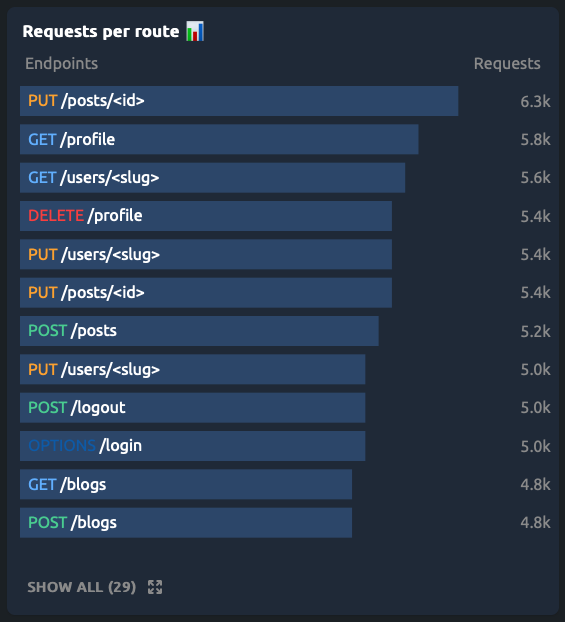 Requests per route 📊
Endpoints Requests
PUT /posts/<id> 6.3k
GET /profile 5.8k
GET /users/<slug> 5.6k
DELETE /profile 5.4k
PUT /users/<slug> 5.4k
PUT /posts/<id> 5.4k
POST /posts 5.2k
PUT /users/<slug> 5.0k
POST /logout 5.0k
OPTIONS /login 5.0k
GET /blogs 4.8k
POST /blogs 4.8k
SHOW ALL (29)